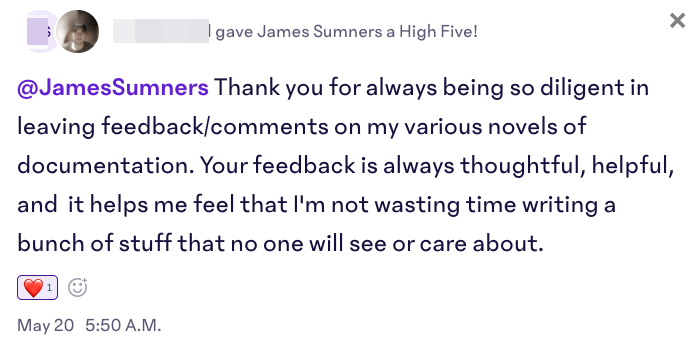 gave James Sumners a High Five!
@JamesSumners Thank you for always being so diligent in
leaving feedback/comments on my various novels of
documentation. Your feedback is always thoughtful, helpful,
and it helps me feel that I'm not wasting time writing a
bunch of stuff that no one will see or care about.
❤️ 1
May 20 5:50 A.M.